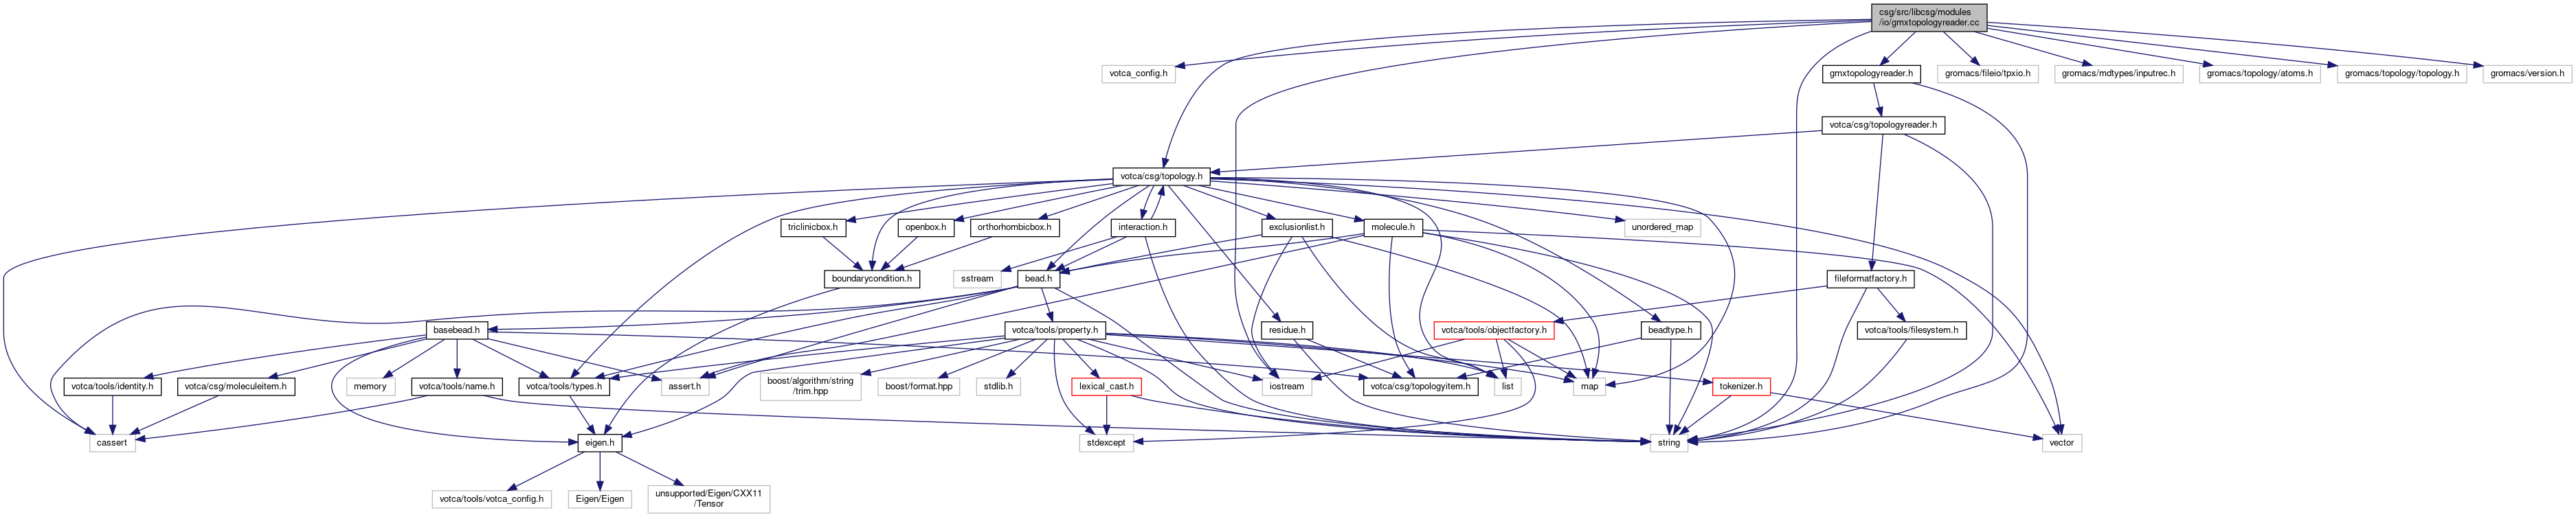 csg/src/libcsg/modules
/io/gmxtopologyreader.cc
votca_config.h
gmxtopologyreader.h
gromacs/fileio/tpxio.h
gromacs/mdtypes/inputrec.h
gromacs/topology/atoms.h
gromacs/topology/topology.h
gromacs/version.h
votca/csg/topologyreader.h
votca/csg/topology.h
triclinicbox.h
openbox.h
orthorhombicbox.h
interaction.h
exclusionlist.h
molecule.h
unordered_map
boundarycondition.h
sstream
bead.h
fileformatfactory.h
basebead.h
votca/tools/property.h
residue.h
votca/tools/objectfactory.h
beadtype.h
votca/tools/filesystem.h
votca/tools/identity.h
votca/csg/moleculeitem.h
memory
votca/tools/name.h
votca/tools/types.h
assert.h
boost/algorithm/string
/trim.hpp
boost/format.hpp
stdlib.h
lexical_cast.h
iostream
votca/csg/topologyitem.h
list
map
tokenizer.h
cassert
eigen.h
stdexcept
string
vector
votca/tools/votca_config.h
Eigen/Eigen
unsupported/Eigen/CXX11
/Tensor